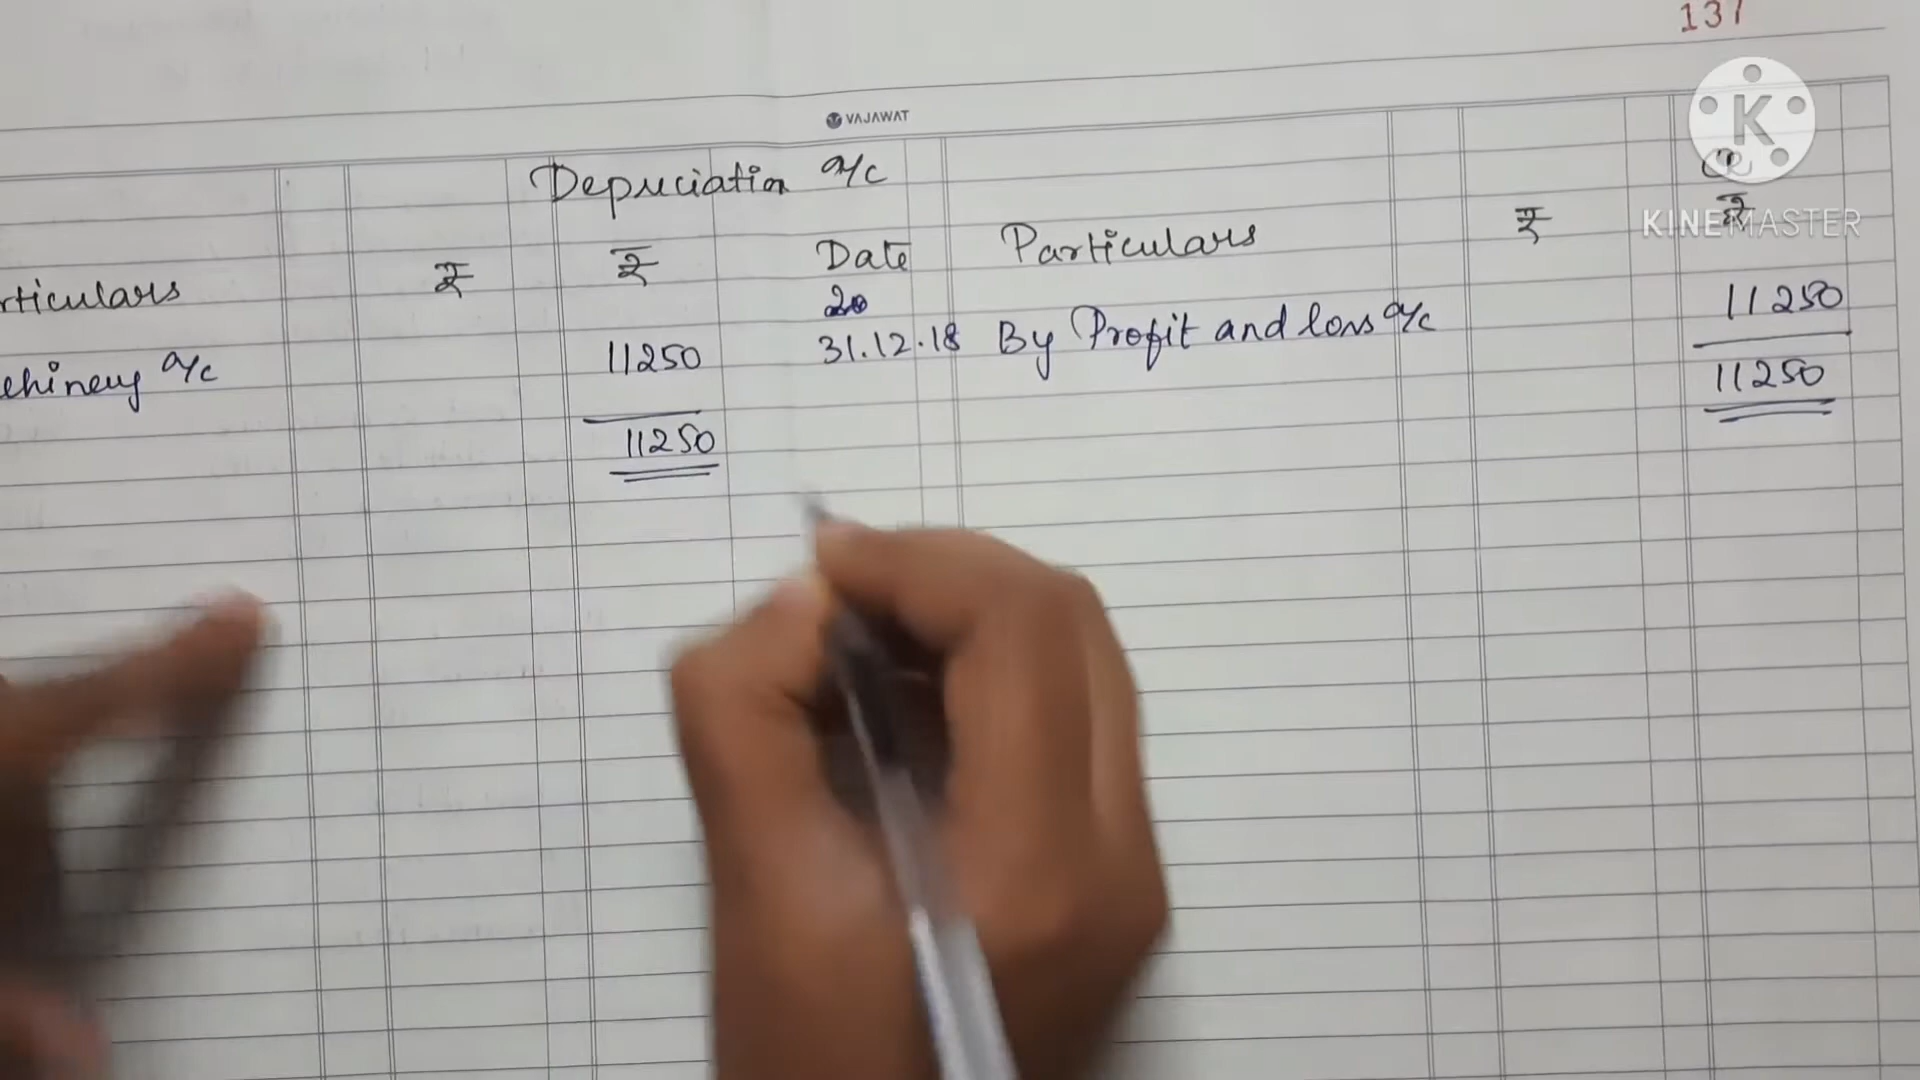 137
VAJAWAT
K
KINEMASTER
Depreciation a/c
rticulars ₹ ₹ Date Particulars ₹ ₹
20
chinery a/c 11250 31.12.18 By Profit and loss a/c 11250
11250 11250